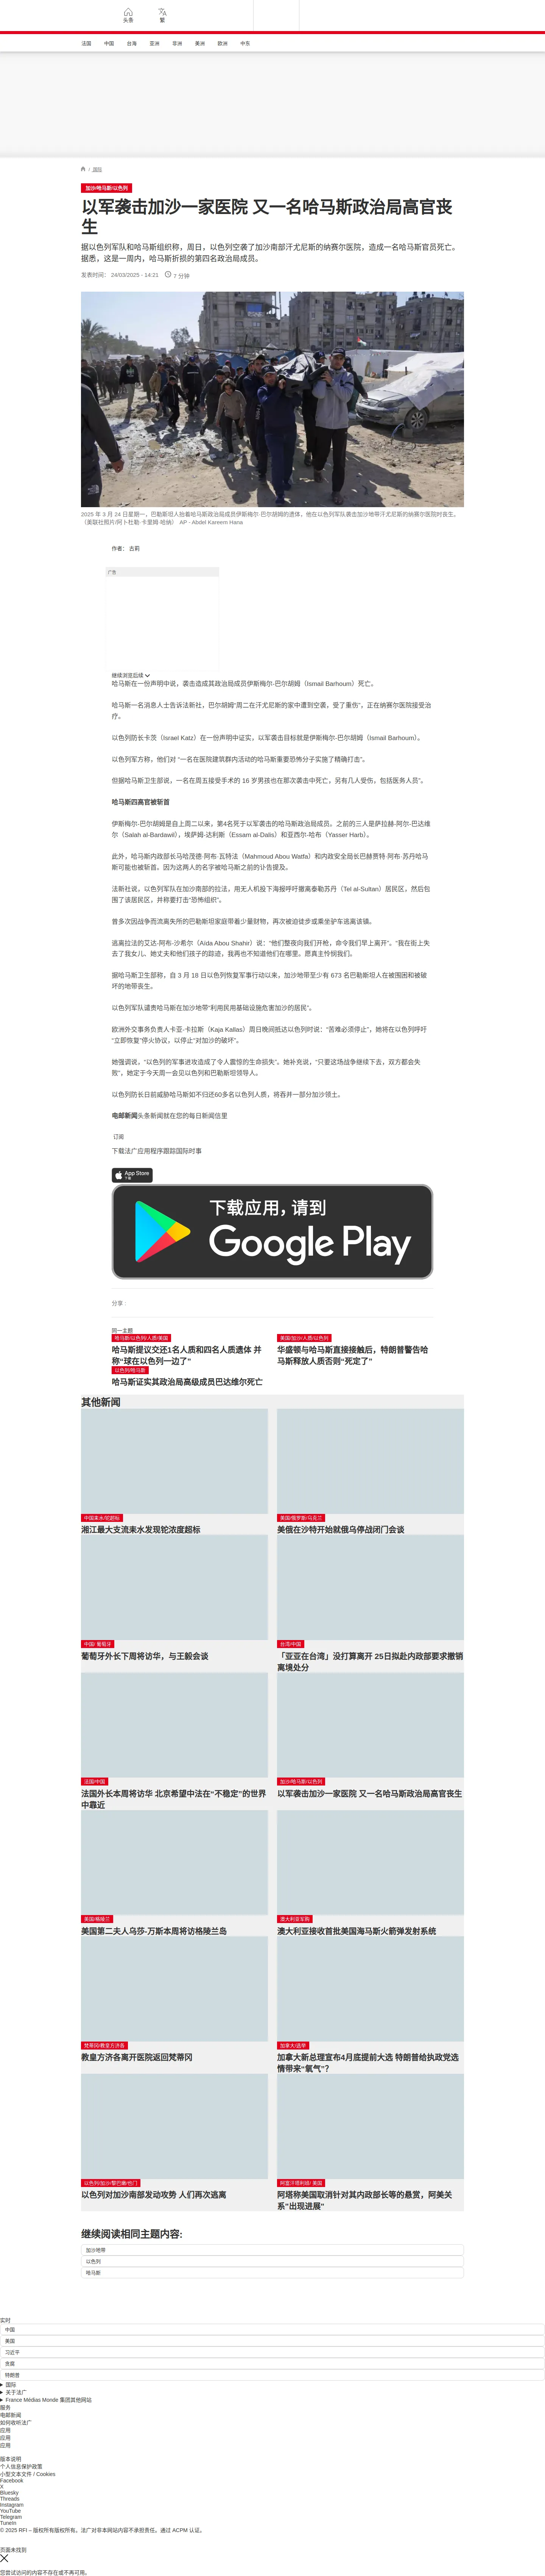 头条
繁
法国
中国
台海
亚洲
非洲
美洲
欧洲
中东
/ 国际
加沙/哈马斯/以色列
以军袭击加沙一家医院 又一名哈马斯政治局高官丧
生
据以色列军队和哈马斯组织称，周日，以色列空袭了加沙南部汗尤尼斯的纳赛尔医院，造成一名哈马斯官员死亡。
据悉，这是一周内，哈马斯折损的第四名政治局成员。
发表时间： 24/03/2025 - 14:21 7 分钟
2025 年 3 月 24 日星期一，巴勒斯坦人抬着哈马斯政治局成员伊斯梅尔·巴尔胡姆的遗体，他在以色列军队袭击加沙地带汗尤尼斯的纳赛尔医院时丧生。
（美联社照片/阿卜杜勒·卡里姆·哈纳） AP - Abdel Kareem Hana
作者： 古莉
广告
继续浏览后续
哈马斯在一份声明中说，袭击造成其政治局成员伊斯梅尔-巴尔胡姆（Ismail Barhoum）死亡。
哈马斯一名消息人士告诉法新社，巴尔胡姆“周二在汗尤尼斯的家中遭到空袭，受了重伤”，正在纳赛尔医院接受治
疗。
以色列防长卡茨（Israel Katz）在一份声明中证实，以军袭击目标就是伊斯梅尔-巴尔胡姆（Ismail Barhoum）。
以色列军方称，他们对 “一名在医院建筑群内活动的哈马斯重要恐怖分子实施了精确打击”。
但据哈马斯卫生部说，一名在周五接受手术的 16 岁男孩也在那次袭击中死亡，另有几人受伤，包括医务人员”。
哈马斯四高官被斩首
伊斯梅尔-巴尔胡姆是自上周二以来，第4名死于以军袭击的哈马斯政治局成员。之前的三人是萨拉赫-阿尔-巴达维
尔（Salah al-Bardawil），埃萨姆-达利斯（Essam al-Dalis）和亚西尔-哈布（Yasser Harb）。
此外，哈马斯内政部长马哈茂德·阿布·瓦特法（Mahmoud Abou Watfa）和内政安全局长巴赫贾特·阿布·苏丹哈马
斯可能也被斩首，因为这两人的名字被哈马斯之前的讣告提及。
法新社说，以色列军队在加沙南部的拉法，用无人机投下海报呼吁撤离泰勒苏丹（Tel al-Sultan）居民区，然后包
围了该居民区，并称要打击“恐怖组织”。
曾多次因战争而流离失所的巴勒斯坦家庭带着少量财物，再次被迫徒步或乘坐驴车逃离该镇。
逃离拉法的艾达-阿布-沙希尔（Aïda Abou Shahir）说：“他们整夜向我们开枪，命令我们早上离开”。“我在街上失
去了我女儿、她丈夫和他们孩子的踪迹，我再也不知道他们在哪里。愿真主怜悯我们。
据哈马斯卫生部称，自 3 月 18 日以色列恢复军事行动以来，加沙地带至少有 673 名巴勒斯坦人在被围困和被破
坏的地带丧生。
以色列军队谴责哈马斯在加沙地带“利用民用基础设施危害加沙的居民”。
欧洲外交事务负责人卡亚·卡拉斯（Kaja Kallas）周日晚间抵达以色列时说：“苦难必须停止”，她将在以色列呼吁
“立即恢复”停火协议，以停止“对加沙的破坏”。
她强调说，“以色列的军事进攻造成了令人震惊的生命损失”。她补充说，“只要这场战争继续下去，双方都会失
败”，她定于今天周一会见以色列和巴勒斯坦领导人。
以色列防长日前威胁哈马斯如不归还60多名以色列人质，将吞并一部分加沙领土。
电邮新闻头条新闻就在您的每日新闻信里
订阅
下载法广应用程序跟踪国际时事
App Store
下载
下载应用，请到
Google Play
分享 :
同一主题
哈马斯/以色列/人质/美国
哈马斯提议交还1名人质和四名人质遗体 并
称“球在以色列一边了”
美国/加沙/人质/以色列
华盛顿与哈马斯直接接触后，特朗普警告哈
马斯释放人质否则“死定了”
以色列/哈马斯
哈马斯证实其政治局高级成员巴达维尔死亡
其他新闻
中国耒水/铊超标
湘江最大支流耒水发现铊浓度超标
美国/俄罗斯/乌克兰
美俄在沙特开始就俄乌停战闭门会谈
中国/ 葡萄牙
葡萄牙外长下周将访华，与王毅会谈
台湾/中国
「亚亚在台湾」没打算离开 25日拟赴内政部要求撤销
离境处分
法国/中国
法国外长本周将访华 北京希望中法在“不稳定”的世界
中靠近
加沙/哈马斯/以色列
以军袭击加沙一家医院 又一名哈马斯政治局高官丧生
美国/格陵兰
美国第二夫人乌莎-万斯本周将访格陵兰岛
澳大利亚军购
澳大利亚接收首批美国海马斯火箭弹发射系统
梵蒂冈/教皇方济各
教皇方济各离开医院返回梵蒂冈
加拿大/选举
加拿大新总理宣布4月底提前大选 特朗普给执政党选
情带来“氧气”？
以色列/加沙/黎巴嫩/也门
以色列对加沙南部发动攻势 人们再次逃离
阿富汗塔利班/ 美国
阿塔称美国取消针对其内政部长等的悬赏，阿美关
系"出现进展"
继续阅读相同主题内容:
加沙地带
以色列
哈马斯
实时
中国
美国
习近平
贪腐
特朗普
国际
关于法广
France Médias Monde 集团其他网站
服务
电邮新闻
如何收听法广
应用
应用
应用
版本说明
个人信息保护政策
小型文本文件 / Cookies
Facebook
X
Bluesky
Threads
Instagram
YouTube
Telegram
TuneIn
© 2025 RFI – 版权所有版权所有。法广对非本网站内容不承担责任。通过 ACPM 认证。
页面未找到
您尝试访问的内容不存在或不再可用。